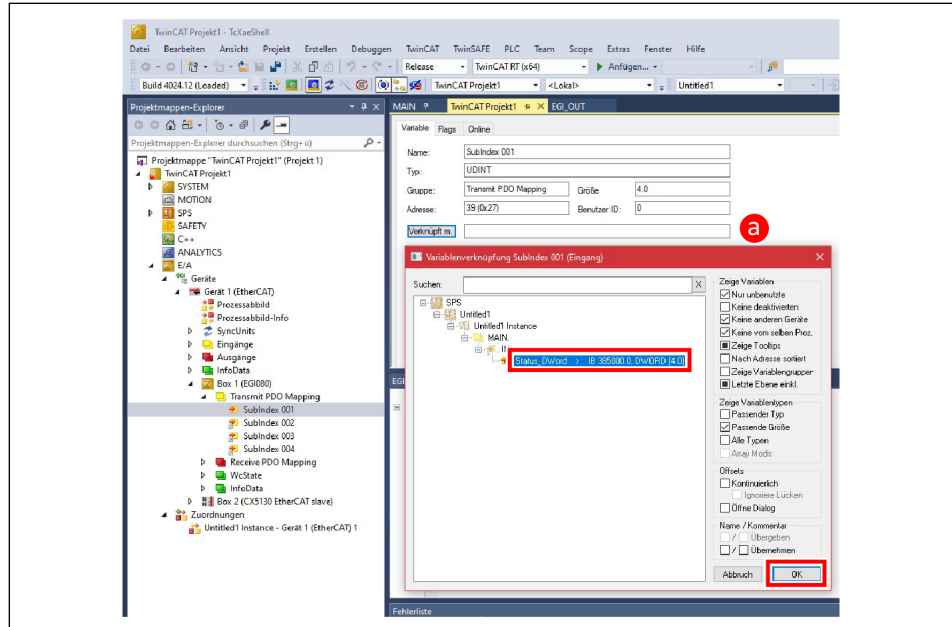 TwinCAT Projekt1 - TcXaeShell
Datei Bearbeiten Ansicht Projekt Erstellen Debuggen TwinCAT TwinSAFE PLC Team Scope Extras Fenster Hilfe
Release TwinCAT RT (x64) Anfügen...
Build 4024.12 (Loaded) TwinCAT Projekt1 <Lokal> Untitled1
Projektmappen-Explorer
Projektmappen-Explorer durchsuchen (Strg+ü)
Projektmappe "TwinCAT Projekt1" (Projekt 1)
TwinCAT Projekt1
SYSTEM
MOTION
SPS
SAFETY
C++
ANALYTICS
E/A
Geräte
Gerät 1 (EtherCAT)
Prozessabbild
Prozessabbild-Info
SyncUnits
Eingänge
Ausgänge
InfoData
Box 1 (EGI080)
Transmit PDO Mapping
SubIndex 001
SubIndex 002
SubIndex 003
SubIndex 004
Receive PDO Mapping
WcState
InfoData
Box 2 (CX5130 EtherCAT slave)
Zuordnungen
Untitled1 Instance - Gerät 1 (EtherCAT) 1
MAIN TwinCAT Projekt1 EGI_OUT
Variable Flags Online
Name: SubIndex 001
Typ: UDINT
Gruppe: Transmit PDO Mapping Größe 4.0
Adresse: 39 (0x27) Benutzer ID: 0
Verknüpft m.
a
Variablenverknüpfung SubIndex 001 (Eingang)
Suchen: X
SPS
Untitled1
Untitled1 Instance
MAIN.
Status_DWord > IB 385000.0, DWORD [4.0]
Zeige Variablen
Nur unbenutzte
Keine deaktivierten
Keine anderen Geräte
Keine vom selben Proz.
Zeige Tooltips
Nach Adresse sortiert
Zeige Variablengruppen
Letzte Ebene einkl.
Zeige Variablentypen
Passender Typ
Passende Größe
Alle Typen
Array Modis
Offsets
Kontinuierlich
Ignoriere Lücken
Öffne Dialog
Name / Kommentar
/ Übergeben
/ Übernehmen
Abbruch OK
EGI
Fehlerliste